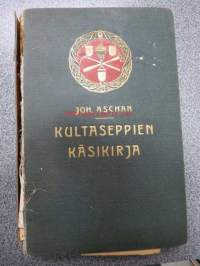 JOH. ASCHAN
KULTASEPPIEN
KÄSIKIRJA